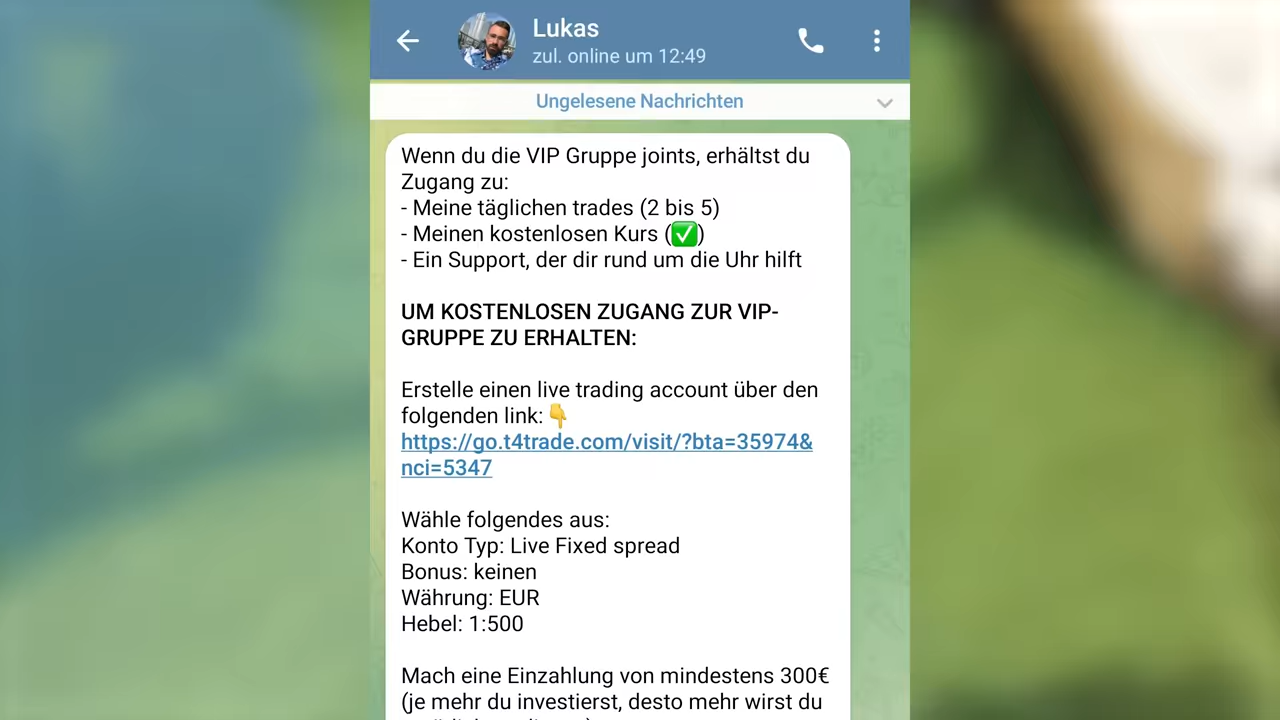 Lukas
zul. online um 12:49
Ungelesene Nachrichten
Wenn du die VIP Gruppe joints, erhältst du
Zugang zu:
- Meine täglichen trades (2 bis 5)
- Meinen kostenlosen Kurs (✅)
- Ein Support, der dir rund um die Uhr hilft
UM KOSTENLOSEN ZUGANG ZUR VIP-
GRUPPE ZU ERHALTEN:
Erstelle einen live trading account über den
folgenden link: 👇
https://go.t4trade.com/visit/?bta=35974&
nci=5347
Wähle folgendes aus:
Konto Typ: Live Fixed spread
Bonus: keinen
Währung: EUR
Hebel: 1:500
Mach eine Einzahlung von mindestens 300€
(je mehr du investierst, desto mehr wirst du